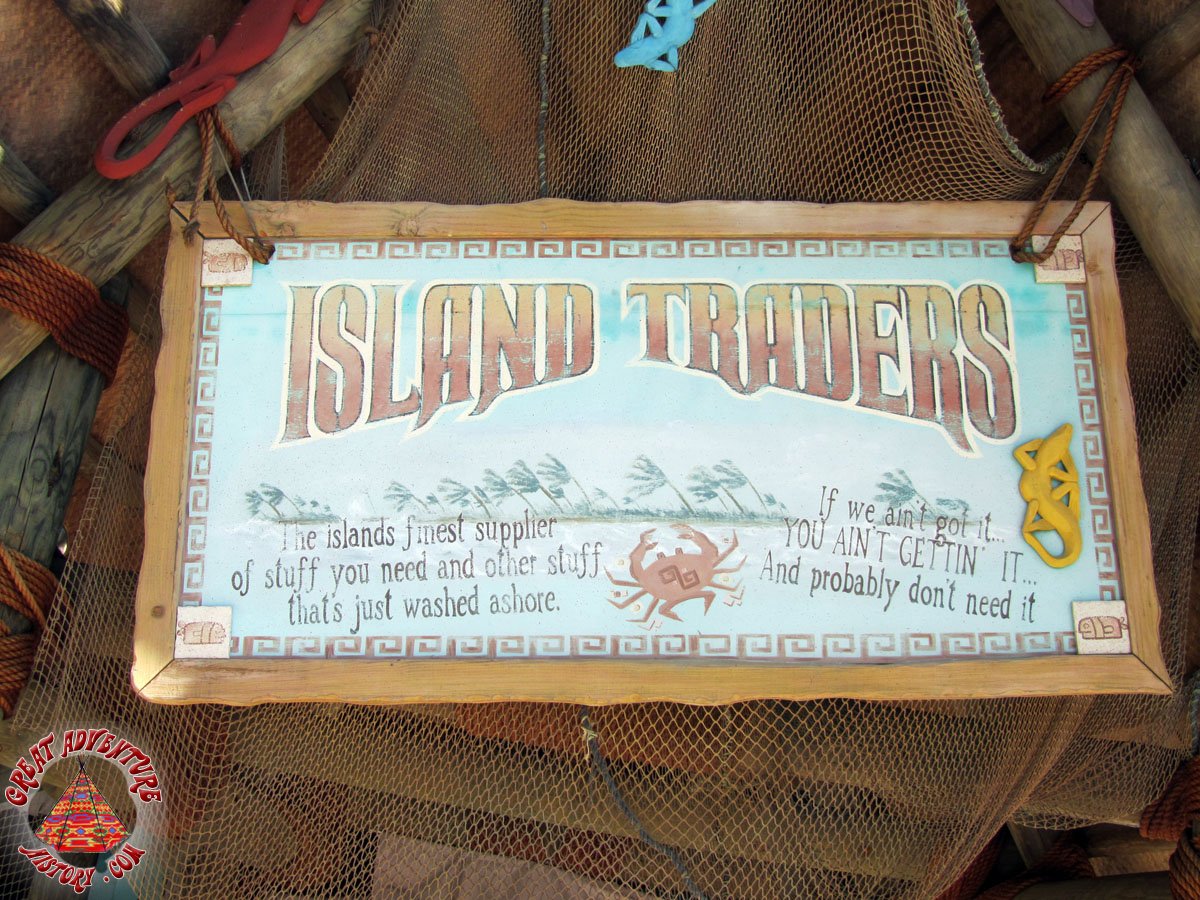 ISLAND TRADERS
The islands finest supplier
of stuff you need and other stuff
that's just washed ashore.
If we ain't got it...
YOU AIN'T GETTIN' IT...
And probably don't need it
GREAT ADVENTURE
HISTORY.COM